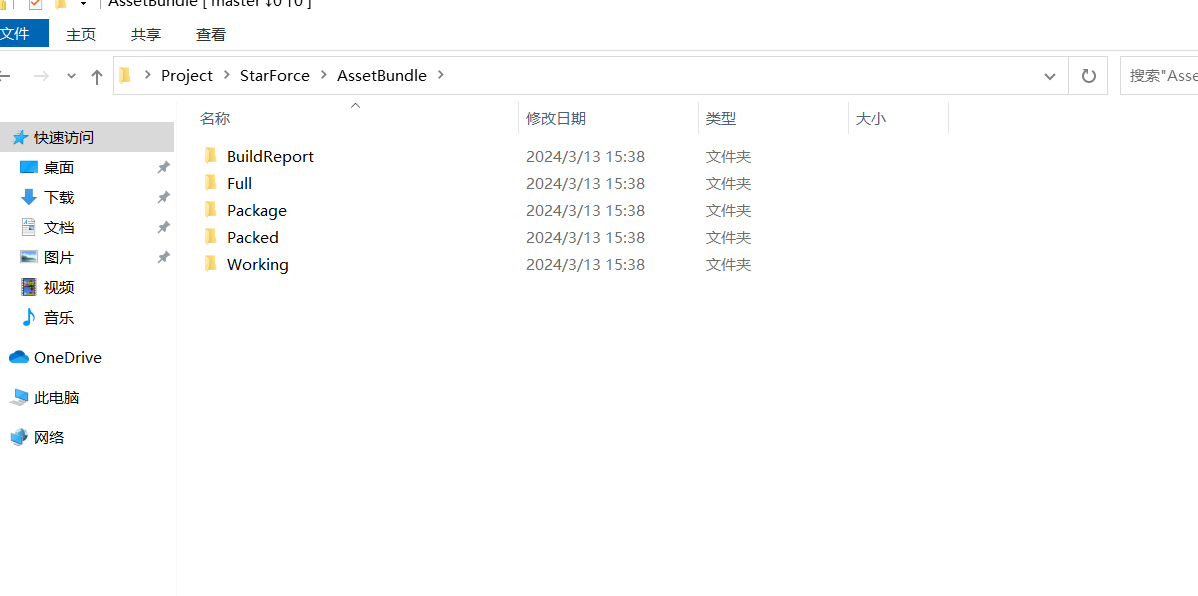 AssetBundle [ master ↓0 ↑0 ]
文件 主页 共享 查看
Project StarForce AssetBundle
搜索"Asse
名称 修改日期 类型 大小
快速访问
桌面
下载
文档
图片
视频
音乐
OneDrive
此电脑
网络
BuildReport 2024/3/13 15:38 文件夹
Full 2024/3/13 15:38 文件夹
Package 2024/3/13 15:38 文件夹
Packed 2024/3/13 15:38 文件夹
Working 2024/3/13 15:38 文件夹